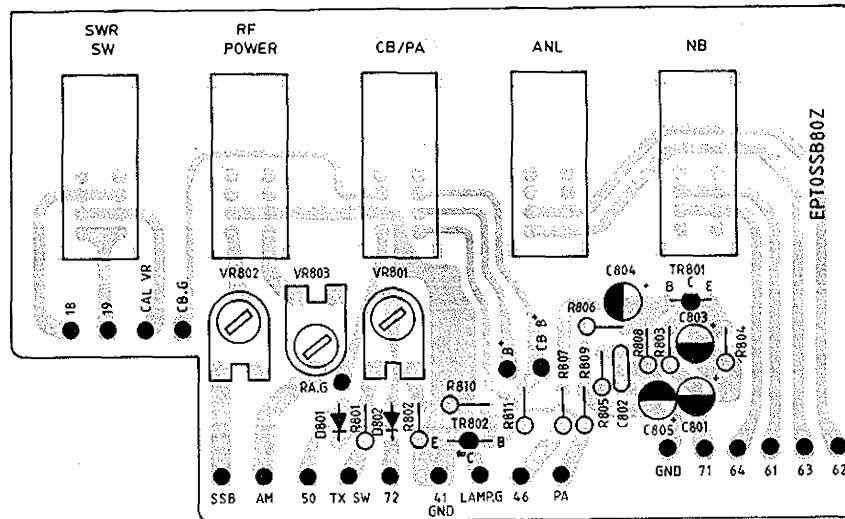 SWR
SW
RF
POWER
CB/PA
ANL
NB
EPT0SSB80Z
VR802
VR803
VR801
C804
TR801
B C E
18
19
CAL VR
CB.G
R806
C803
R808
R803
R804
B
CB B
R807
R809
RA.G
R810
R805
C802
D801
R801
D802
R802
R811
TR802
E C B
C805
C801
SSB
AM
50
TX SW
72
41
GND
LAMP.G
46
PA
GND
71
64
61
63
62